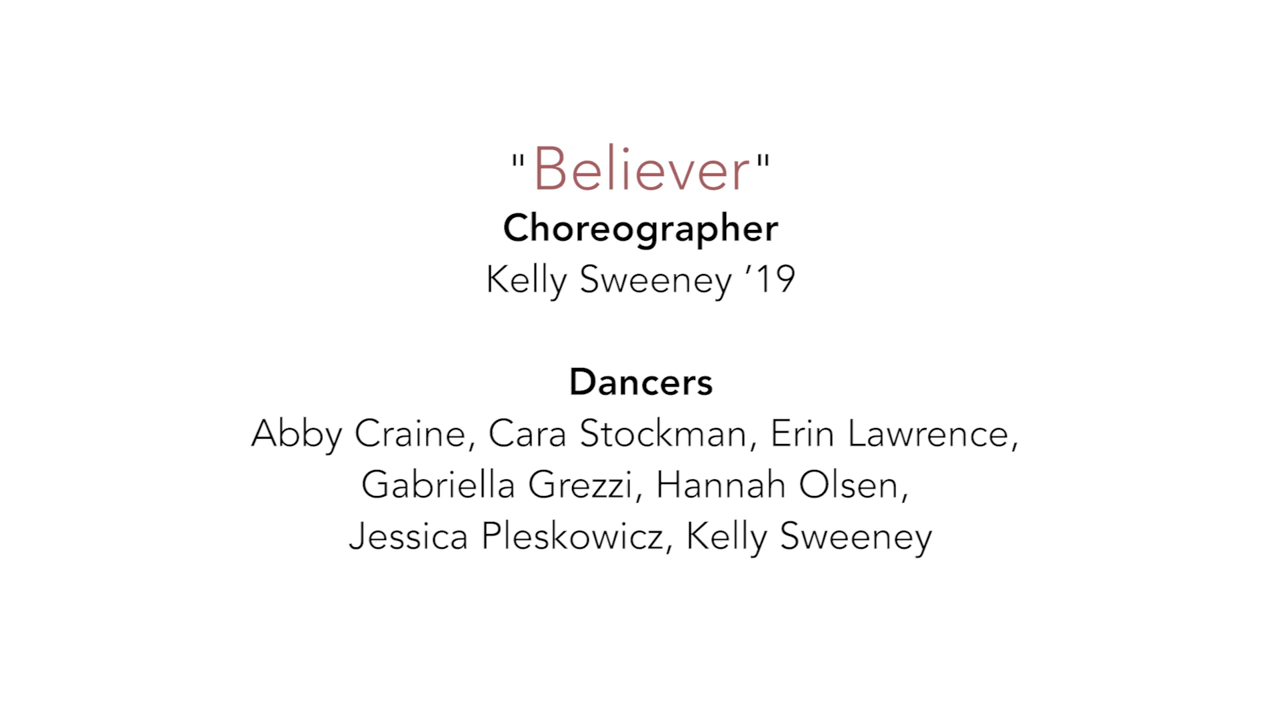 "Believer"
Choreographer
Kelly Sweeney ’19
Dancers
Abby Craine, Cara Stockman, Erin Lawrence,
Gabriella Grezzi, Hannah Olsen,
Jessica Pleskowicz, Kelly Sweeney